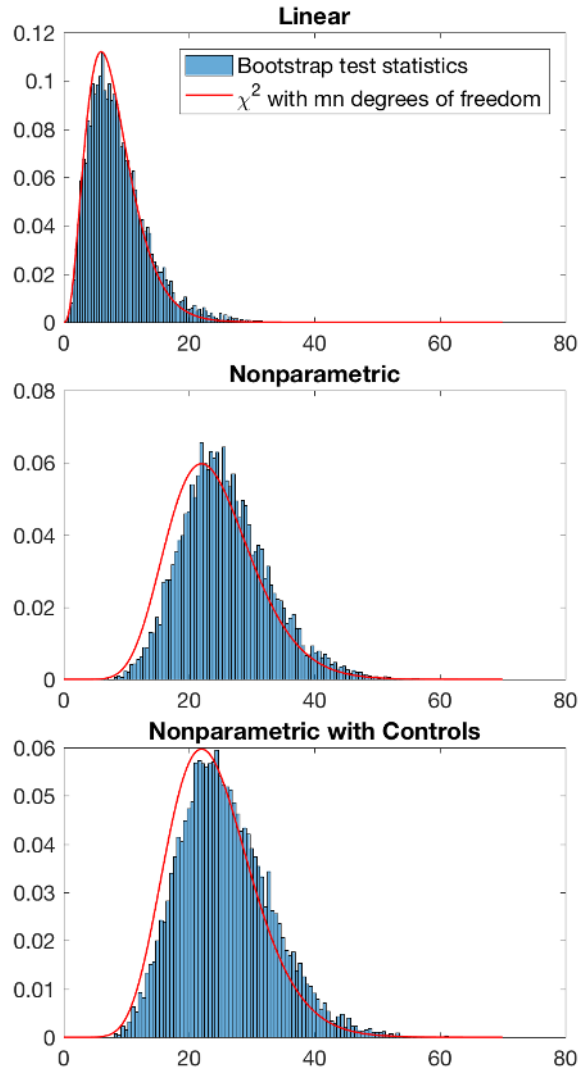 Linear
0.12
0.1
0.08
0.06
0.04
0.02
0
Bootstrap test statistics
χ² with mn degrees of freedom
0 20 40 60 80
Nonparametric
0.08
0.06
0.04
0.02
0
0 20 40 60 80
Nonparametric with Controls
0.06
0.05
0.04
0.03
0.02
0.01
0
0 20 40 60 80